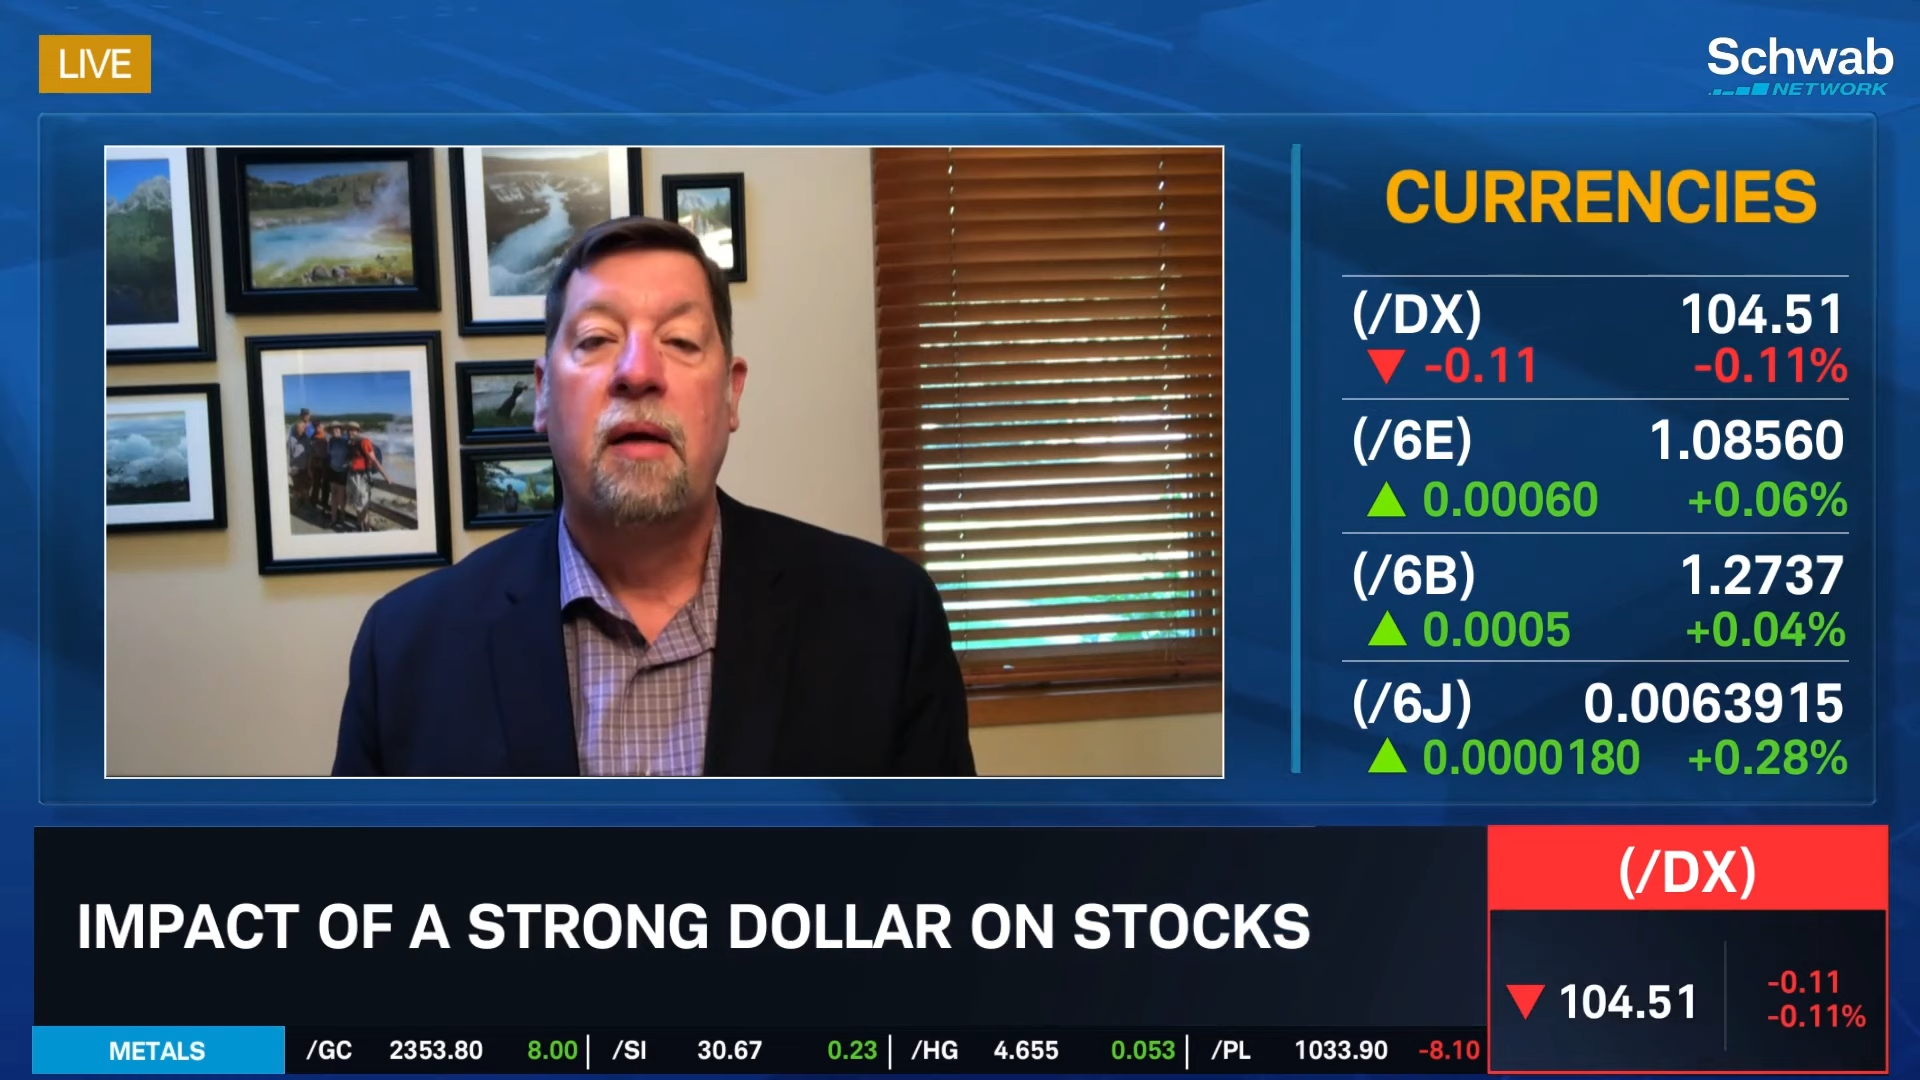 LIVE
Schwab
NETWORK
CURRENCIES
(/DX) 104.51
-0.11 -0.11%
(/6E) 1.08560
0.00060 +0.06%
(/6B) 1.2737
0.0005 +0.04%
(/6J) 0.0063915
0.0000180 +0.28%
IMPACT OF A STRONG DOLLAR ON STOCKS
(/DX)
104.51
-0.11
-0.11%
METALS /GC 2353.80 8.00 /SI 30.67 0.23 /HG 4.655 0.053 /PL 1033.90 -8.10